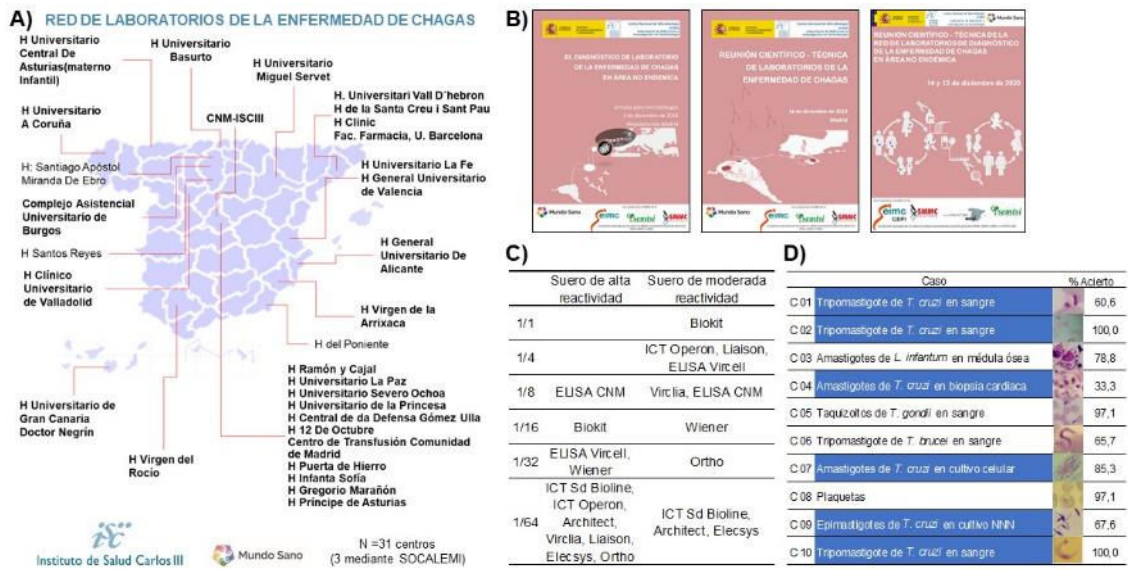 A)
RED DE LABORATORIOS DE LA ENFERMEDAD DE CHAGAS
H Universitario
Central De
Asturias(materno
Infantil)
H Universitario
Basurto
H Universitario
Miguel Servet
H. Universitari Vall D´hebron
H de la Santa Creu i Sant Pau
H Clinic
Fac. Farmacia, U. Barcelona
CNM-ISCIII
H Universitario
A Coruña
H. Santiago Apóstol
Miranda De Ebro
H Universitario La Fe
H General Universitario
de Valencia
Complejo Asistencial
Universitario de
Burgos
H Santos Reyes
H Clínico
Universitario
de Valladolid
H General
Universitario De
Alicante
H Virgen de la
Arrixaca
H del Poniente
H Ramón y Cajal
H Universitario La Paz
H Universitario Severo Ochoa
H Universitario de la Princesa
H Central de da Defensa Gómez Ulla
H 12 De Octubre
Centro de Transfusión Comunidad
de Madrid
H Puerta de Hierro
H Infanta Sofía
H Gregorio Marañón
H Príncipe de Asturias
H Universitario de
Gran Canaria
Doctor Negrín
H Virgen del
Rocío
isc iii
Instituto de Salud Carlos III
Mundo Sano
N =31 centros
(3 mediante SOCALEMI)
B)
EL DIAGNÓSTICO DE LABORATORIO
DE LA ENFERMEDAD DE CHAGAS
EN ÁREA NO ENDÉMICA
Mundo Sano
seimc
SMMC
semtsi
REUNIÓN CIENTÍFICO - TÉCNICA
DE LABORATORIOS DE LA
ENFERMEDAD DE CHAGAS
Madrid
Mundo Sano
seimc
SMMC
semtsi
Mundo Sano
REUNIÓN CIENTÍFICO - TÉCNICA DE LA
RED DE LABORATORIOS DE DIAGNÓSTICO
DE LA ENFERMEDAD DE CHAGAS
EN ÁREA NO ENDÉMICA
14 y 15 de diciembre de 2020
seimc
SMMC
semtsi
C)
Suero de alta reactividad Suero de moderada reactividad
1/1 Biokit
1/4 ICT Operon, Liaison,
ELISA Vircell
1/8 ELISA CNM Virclia, ELISA CNM
1/16 Biokit Wiener
1/32 ELISA Vircell, Wiener Ortho
1/64 ICT Sd Bioline,
ICT Operon,
Architect,
Virclia, Liaison,
Elecsys, Ortho
ICT Sd Bioline,
Architect, Elecsys
D)
Caso % Acierto
C 01 Tripomastigote de T. cruzi en sangre 60,6
C 02 Tripomastigote de T. cruzi en sangre 100,0
C 03 Amastigotes de L. infantum en médula ósea 78,8
C 04 Amastigotes de T. cruzi en biopsia cardiaca 33,3
C 05 Taquizoitos de T. gondii en sangre 97,1
C 06 Tripomastigote de T. brucei en sangre 65,7
C 07 Amastigotes de T. cruzi en cultivo celular 85,3
C 08 Plaquetas 97,1
C 09 Epimastigotes de T. cruzi en cultivo NNN 67,6
C 10 Tripomastigote de T. cruzi en sangre 100,0